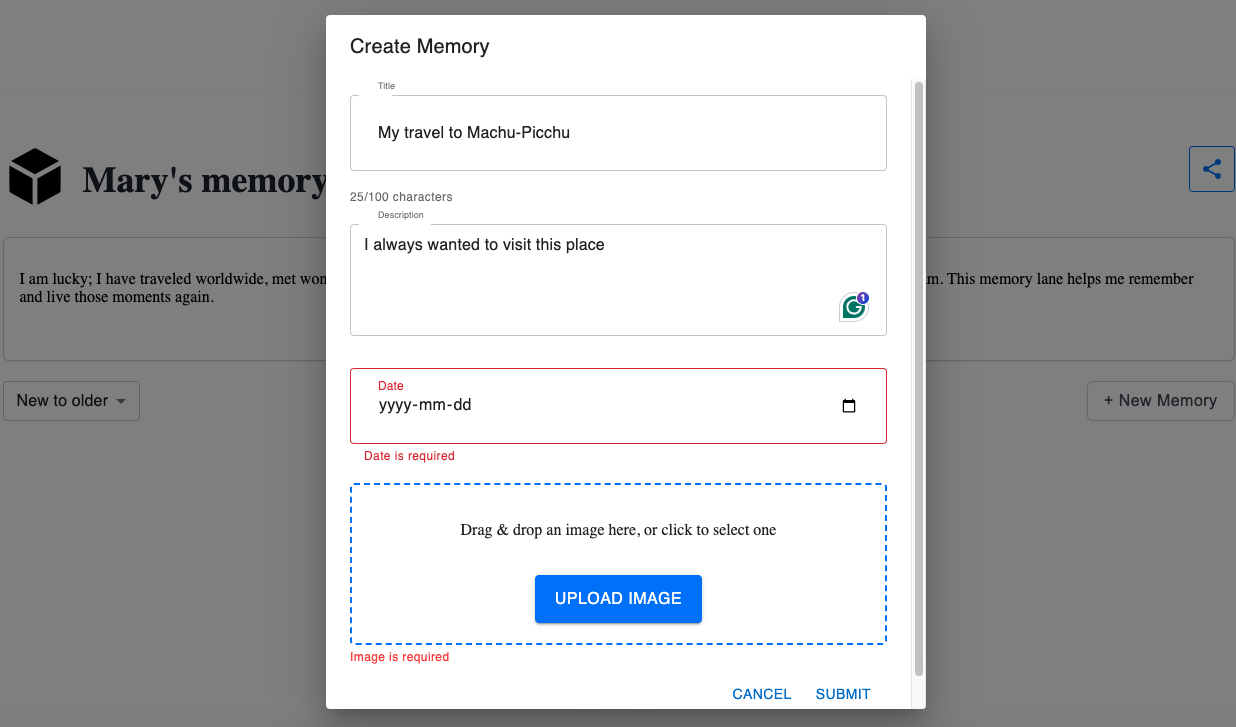 Create Memory
Title
My travel to Machu-Picchu
25/100 characters
Description
I always wanted to visit this place
1
Date
yyyy-mm-dd
Date is required
Drag & drop an image here, or click to select one
UPLOAD IMAGE
Image is required
CANCEL SUBMIT
Mary's memory
I am lucky; I have traveled worldwide, met won m. This memory lane helps me remember
and live those moments again.
New to older
+ New Memory